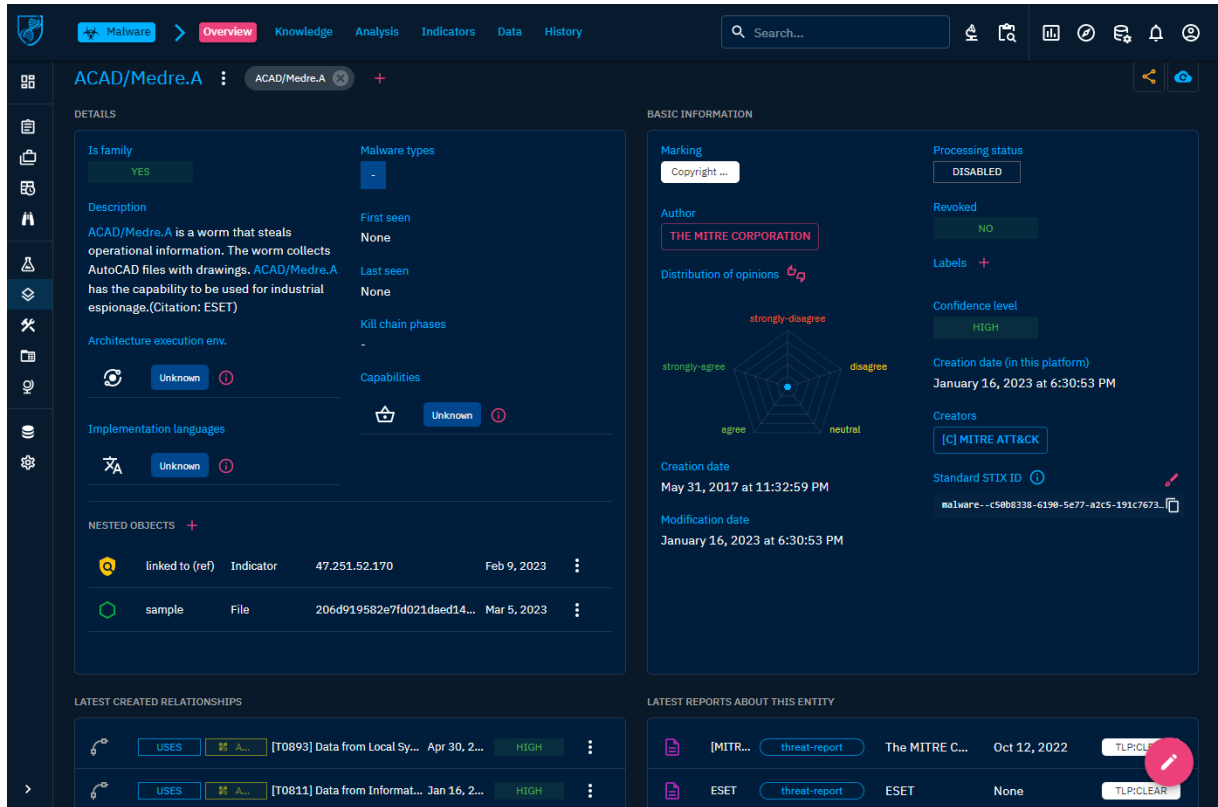 Malware
Overview
Knowledge
Analysis
Indicators
Data
History
Search...
ACAD/Medre.A
ACAD/Medre.A
DETAILS
Is family
YES
Malware types
-
Description
ACAD/Medre.A is a worm that steals
operational information. The worm collects
AutoCAD files with drawings. ACAD/Medre.A
has the capability to be used for industrial
espionage.(Citation: ESET)
First seen
None
Last seen
None
Kill chain phases
-
Architecture execution env.
Unknown
Capabilities
Unknown
Implementation languages
Unknown
NESTED OBJECTS +
linked to (ref) Indicator 47.251.52.170 Feb 9, 2023
sample File 206d919582e7fd021daed14... Mar 5, 2023
BASIC INFORMATION
Marking
Copyright ...
Processing status
DISABLED
Author
THE MITRE CORPORATION
Revoked
NO
Distribution of opinions
strongly-disagree
strongly-agree
disagree
agree
neutral
Labels +
Confidence level
HIGH
Creation date (in this platform)
January 16, 2023 at 6:30:53 PM
Creators
[C] MITRE ATT&CK
Creation date
May 31, 2017 at 11:32:59 PM
Standard STIX ID
malware--c50b8338-6190-5e77-a2c5-191c7673...
Modification date
January 16, 2023 at 6:30:53 PM
LATEST CREATED RELATIONSHIPS
USES A... [T0893] Data from Local Sy... Apr 30, 2... HIGH
USES A... [T0811] Data from Informat... Jan 16, 2... HIGH
LATEST REPORTS ABOUT THIS ENTITY
[MITR... threat-report The MITRE C... Oct 12, 2022 TLP:CL
ESET threat-report ESET None TLP:CLEAR